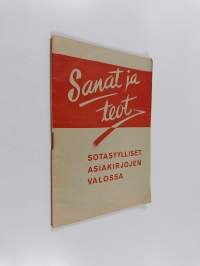 Sanat ja
teot
SOTASYYLLISET
ASIAKIRJOJEN
VALOSSA